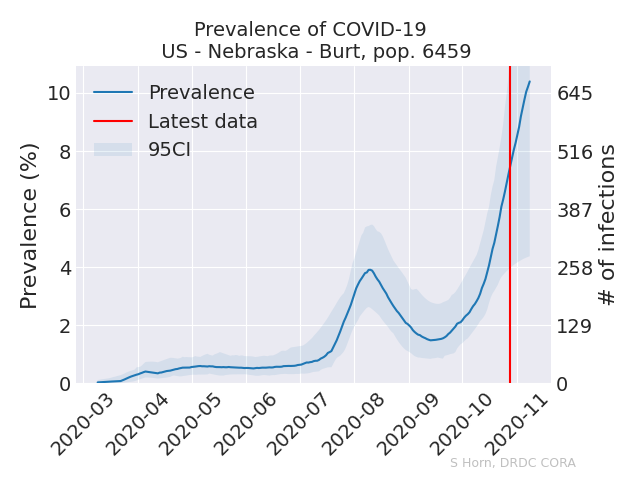 Prevalence of COVID-19
US - Nebraska - Burt, pop. 6459
Prevalence
Latest data
95CI
Prevalence (%)
10
8
6
4
2
0
645
516
387
258
129
0
# of infections
2020-03
2020-04
2020-05
2020-06
2020-07
2020-08
2020-09
2020-10
2020-11
S Horn, DRDC CORA